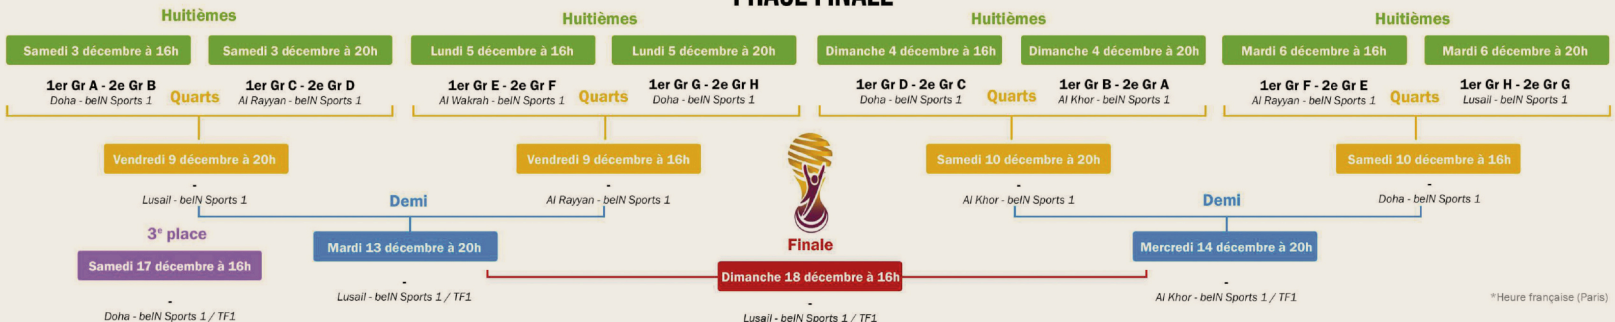 PHASE FINALE
Huitièmes
Huitièmes
Huitièmes
Huitièmes
Samedi 3 décembre à 16h
Samedi 3 décembre à 20h
Lundi 5 décembre à 16h
Lundi 5 décembre à 20h
Dimanche 4 décembre à 16h
Dimanche 4 décembre à 20h
Mardi 6 décembre à 16h
Mardi 6 décembre à 20h
1er Gr A - 2e Gr B
Doha - beIN Sports 1
Quarts
1er Gr C - 2e Gr D
Al Rayyan - beIN Sports 1
1er Gr E - 2e Gr F
Al Wakrah - beIN Sports 1
Quarts
1er Gr G - 2e Gr H
Doha - beIN Sports 1
1er Gr D - 2e Gr C
Doha - beIN Sports 1
Quarts
1er Gr B - 2e Gr A
Al Khor - beIN Sports 1
1er Gr F - 2e Gr E
Al Rayyan - beIN Sports 1
Quarts
1er Gr H - 2e Gr G
Lusail - beIN Sports 1
Vendredi 9 décembre à 20h
-
Lusail - beIN Sports 1
Vendredi 9 décembre à 16h
-
Al Rayyan - beIN Sports 1
Samedi 10 décembre à 20h
-
Al Khor - beIN Sports 1
Samedi 10 décembre à 16h
-
Doha - beIN Sports 1
Demi
Demi
3e place
Samedi 17 décembre à 16h
-
Doha - beIN Sports 1 / TF1
Mardi 13 décembre à 20h
-
Lusail - beIN Sports 1 / TF1
Finale
Dimanche 18 décembre à 16h
-
Lusail - beIN Sports 1 / TF1
Mercredi 14 décembre à 20h
-
Al Khor - beIN Sports 1 / TF1
*Heure française (Paris)